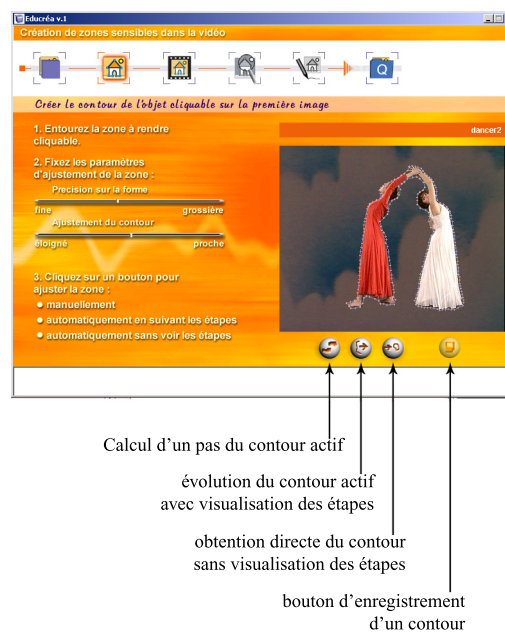 Educréa v.1
Création de zones sensibles dans la vidéo
Q
Créer le contour de l'objet cliquable sur la première image
1. Entourez la zone à rendre
cliquable.
dancer2
2. Fixez les paramètres
d'ajustement de la zone :
Precision sur la forme
fine grossière
Ajustement du contour
éloigné proche
3. Cliquez sur un bouton pour
ajuster la zone :
manuellement
automatiquement en suivant les étapes
automatiquement sans voir les étapes
Calcul d'un pas du contour actif
évolution du contour actif
avec visualisation des étapes
obtention directe du contour
sans visualisation des étapes
bouton d'enregistrement
d'un contour